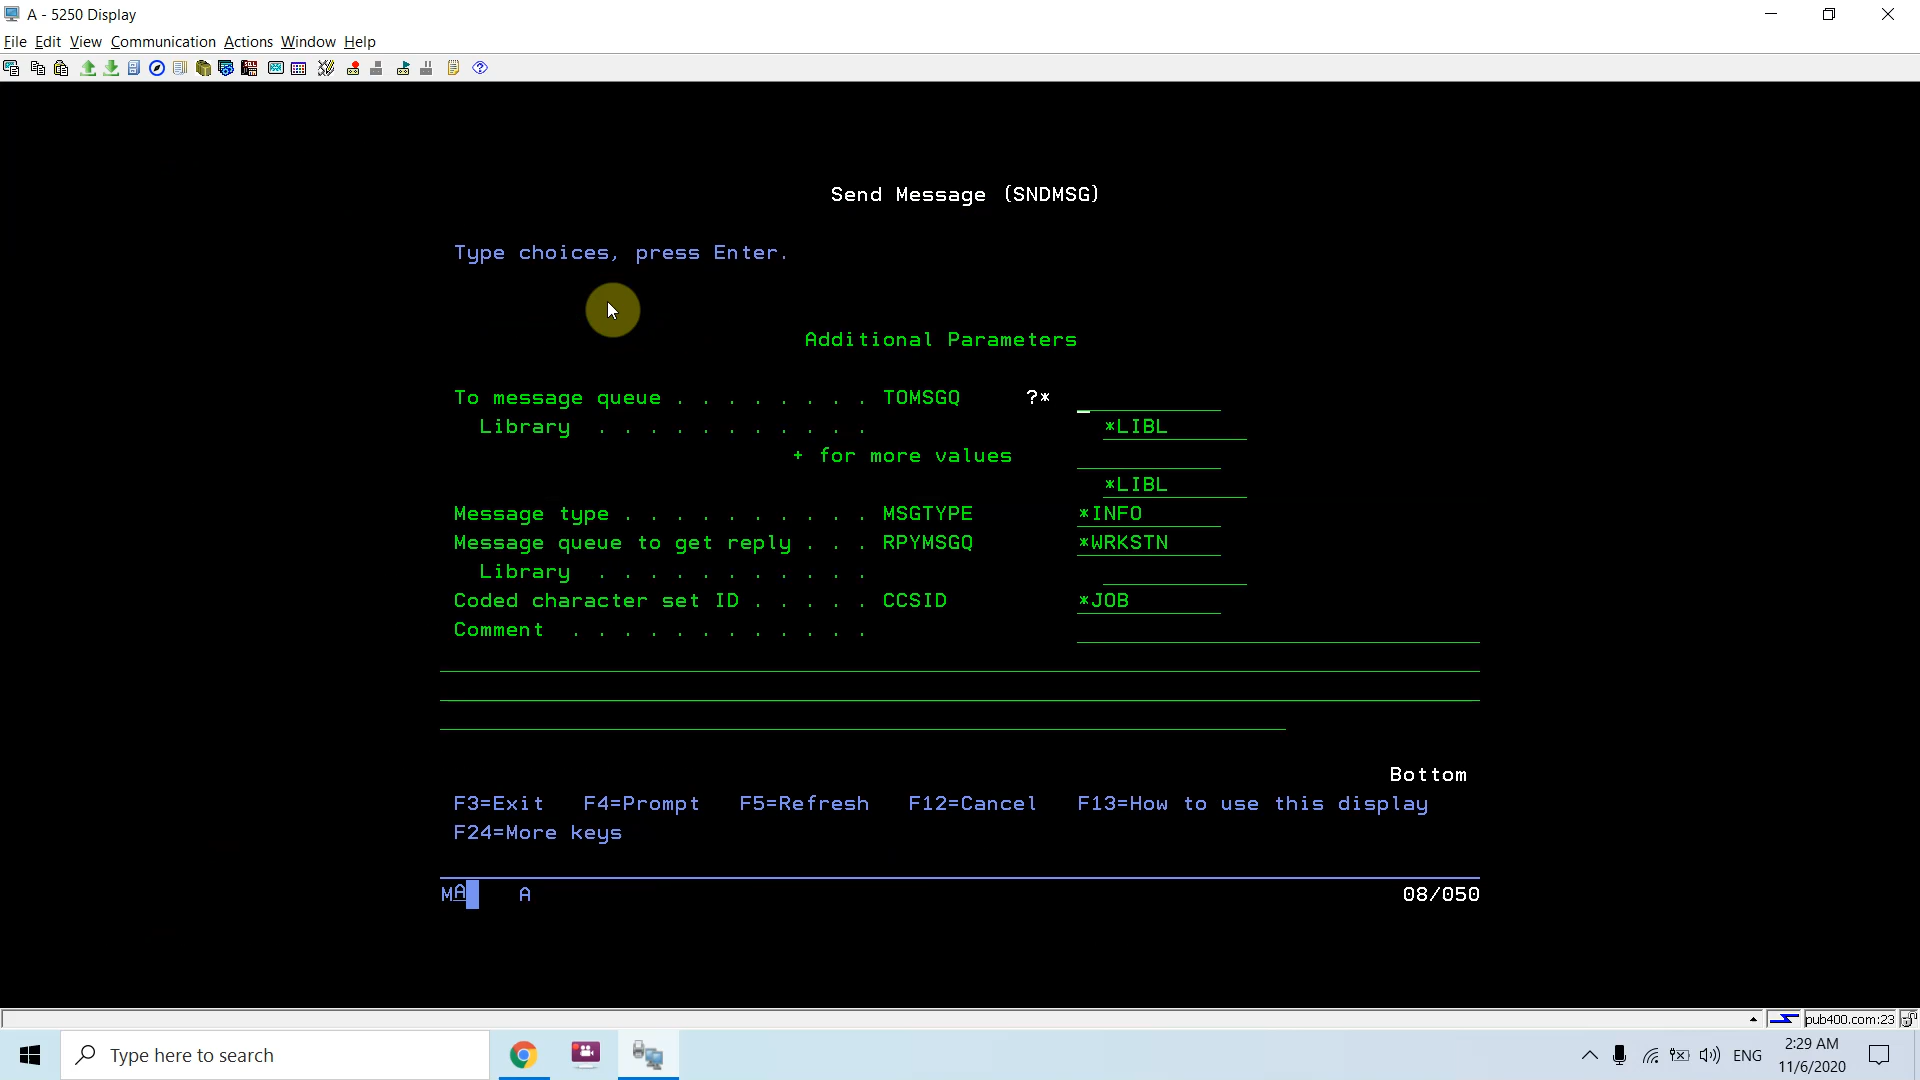 A - 5250 Display
File Edit View Communication Actions Window Help
Send Message (SNDMSG)
Type choices, press Enter.
Additional Parameters
To message queue . . . . . . . . TOMSGQ ?* _
Library . . . . . . . . . . . *LIBL
+ for more values
*LIBL
Message type . . . . . . . . . . MSGTYPE *INFO
Message queue to get reply . . . RPYMSGQ *WRKSTN
Library . . . . . . . . . . .
Coded character set ID . . . . . CCSID *JOB
Comment . . . . . . . . . . . .
Bottom
F3=Exit F4=Prompt F5=Refresh F12=Cancel F13=How to use this display
F24=More keys
MA A 08/050
pub400.com:23
Type here to search
ENG
2:29 AM
11/6/2020